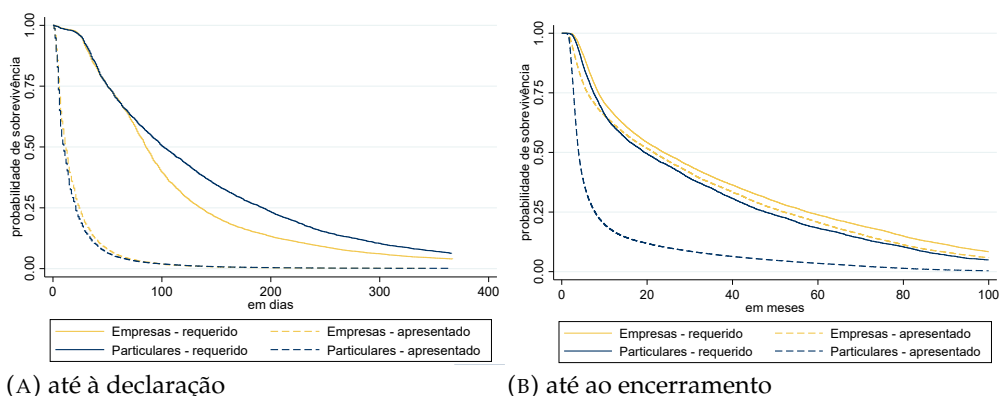 probabilidade de sobrevivência
1.00
0.75
0.50
0.25
0.00
0 100 200 300 400
em dias
Empresas - requerido Empresas - apresentado
Particulares - requerido Particulares - apresentado
(A) até à declaração
probabilidade de sobrevivência
1.00
0.75
0.50
0.25
0.00
0 20 40 60 80 100
em meses
Empresas - requerido Empresas - apresentado
Particulares - requerido Particulares - apresentado
(B) até ao encerramento